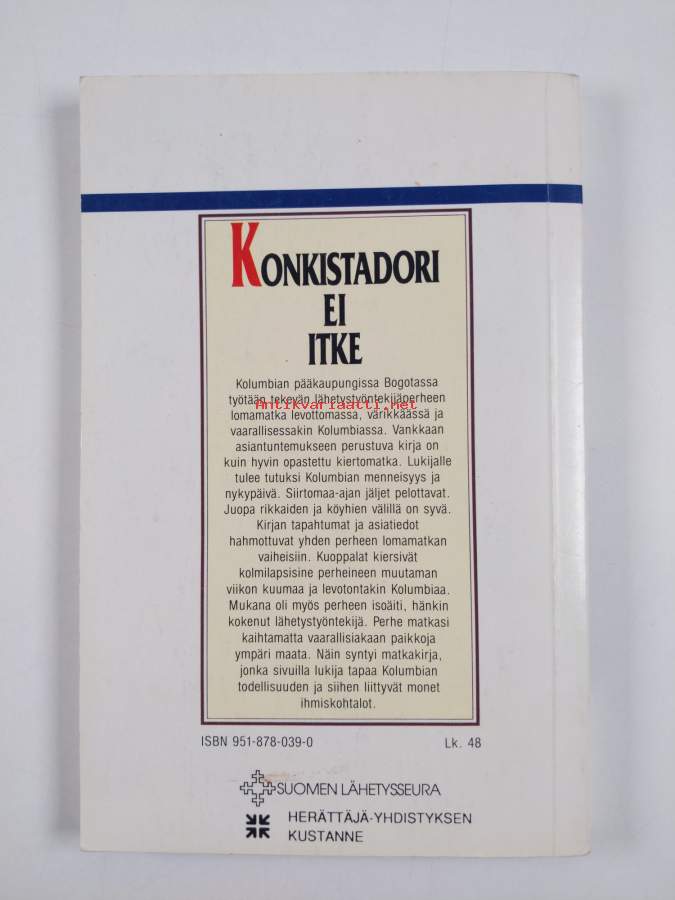 KONKISTADORI
EI
ITKE
Kolumbian pääkaupungissa Bogotassa
työtään tekevän lähetystyöntekijäperheen
Antikvariaatti.net
lomamatka levottomassa, värikkäässä ja
vaarallisessakin Kolumbiassa. Vankkaan
asiantuntemukseen perustuva kirja on
kuin hyvin opastettu kiertomatka. Lukijalle
tulee tutuksi Kolumbian menneisyys ja
nykypäivä. Siirtomaa-ajan jäljet pelottavat.
Juopa rikkaiden ja köyhien välillä on syvä.
Kirjan tapahtumat ja asiatiedot
hahmottuvat yhden perheen lomamatkan
vaiheisiin. Kuoppalat kiersivät
kolmilapsisine perheineen muutaman
viikon kuumaa ja levotontakin Kolumbiaa.
Mukana oli myös perheen isoäiti, hänkin
kokenut lähetystyöntekijä. Perhe matkasi
kaihtamatta vaarallisiakaan paikkoja
ympäri maata. Näin syntyi matkakirja,
jonka sivuilla lukija tapaa Kolumbian
todellisuuden ja siihen liittyvät monet
ihmiskohtalot.
ISBN 951-878-039-0 Lk. 48
SUOMEN LÄHETYSSEURA
HERÄTTÄJÄ-YHDISTYKSEN
KUSTANNE